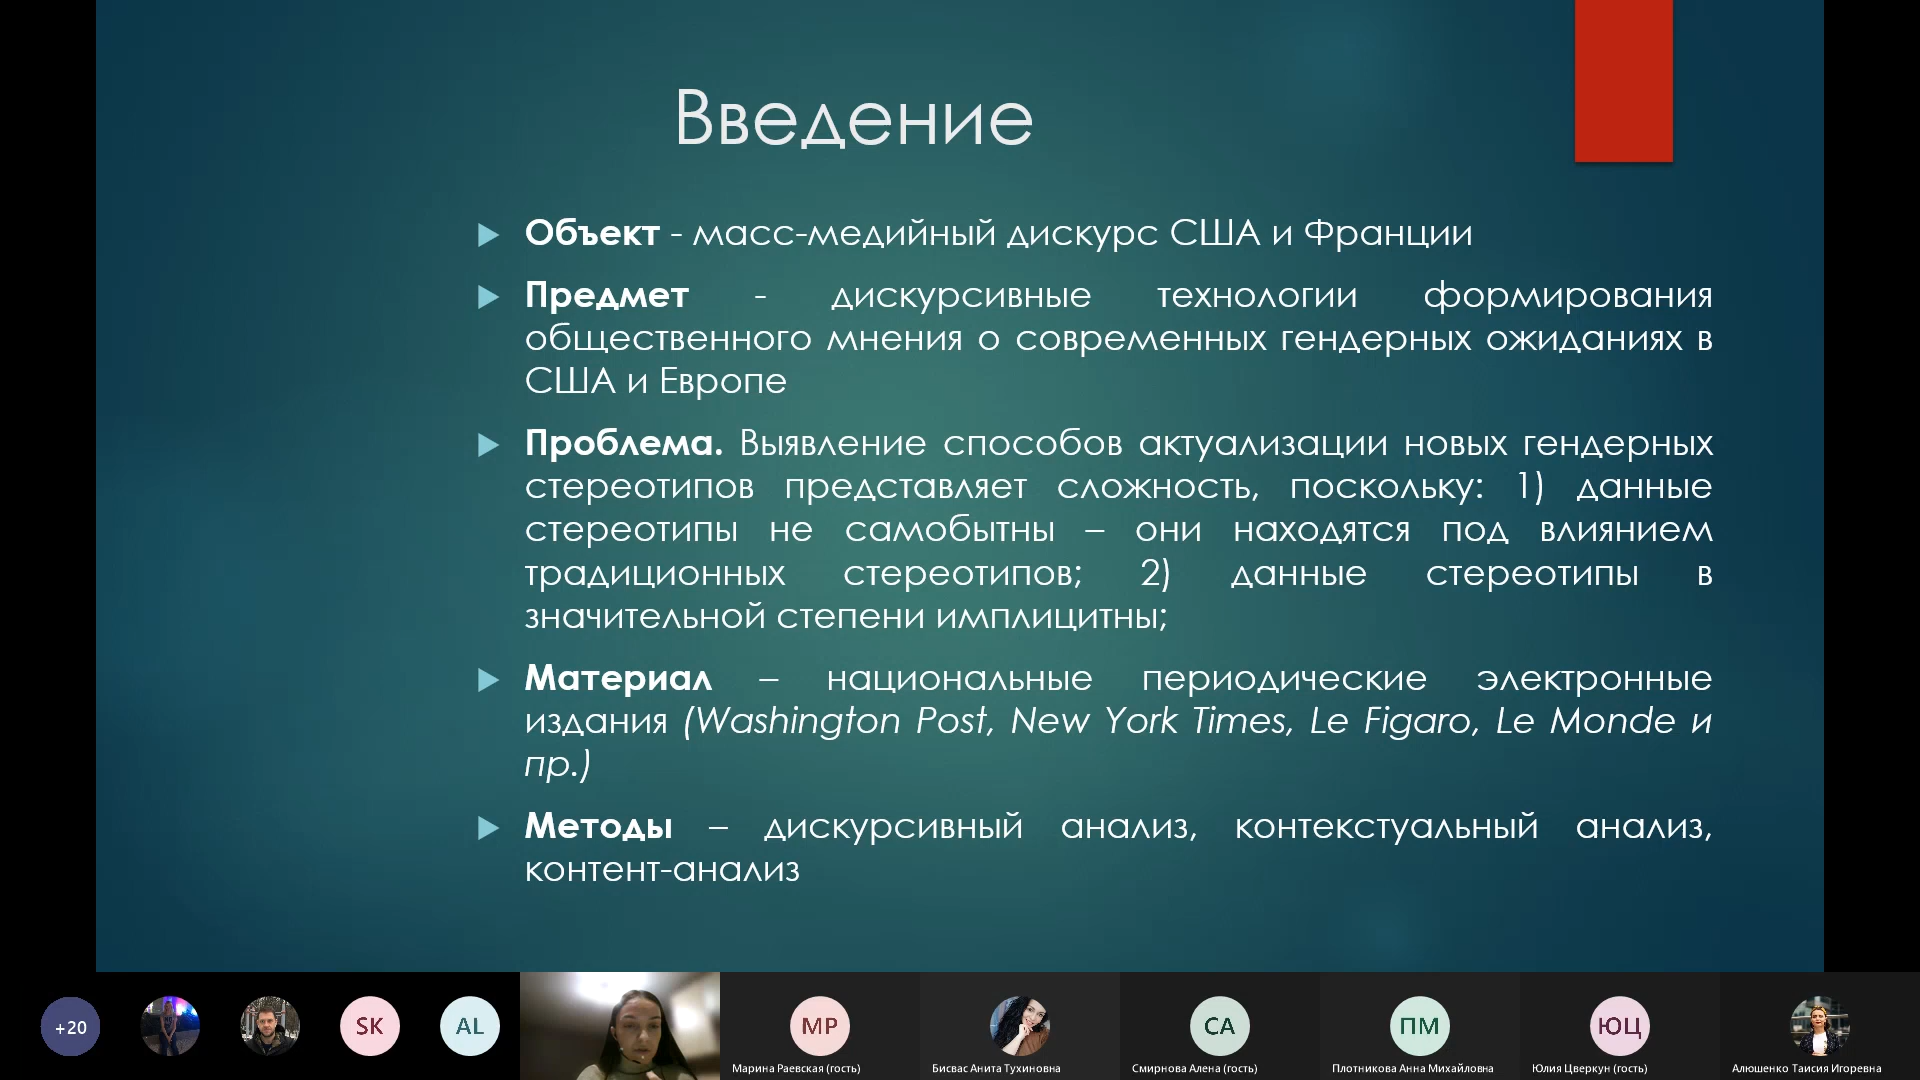 Введение
Объект - масс-медийный дискурс США и Франции
Предмет - дискурсивные технологии формирования
общественного мнения о современных гендерных ожиданиях в
США и Европе
Проблема. Выявление способов актуализации новых гендерных
стереотипов представляет сложность, поскольку: 1) данные
стереотипы не самобытны – они находятся под влиянием
традиционных стереотипов; 2) данные стереотипы в
значительной степени имплицитны;
Материал – национальные периодические электронные
издания (Washington Post, New York Times, Le Figaro, Le Monde и
пр.)
Методы – дискурсивный анализ, контекстуальный анализ,
контент-анализ
+20
SK
AL
МР
СА
ПМ
ЮЦ
Марина Раевская (гость)
Бисвас Анита Тухиновна
Смирнова Алена (гость)
Плотникова Анна Михайловна
Юлия Цверкун (гость)
Алюшенко Таисия Игоревна